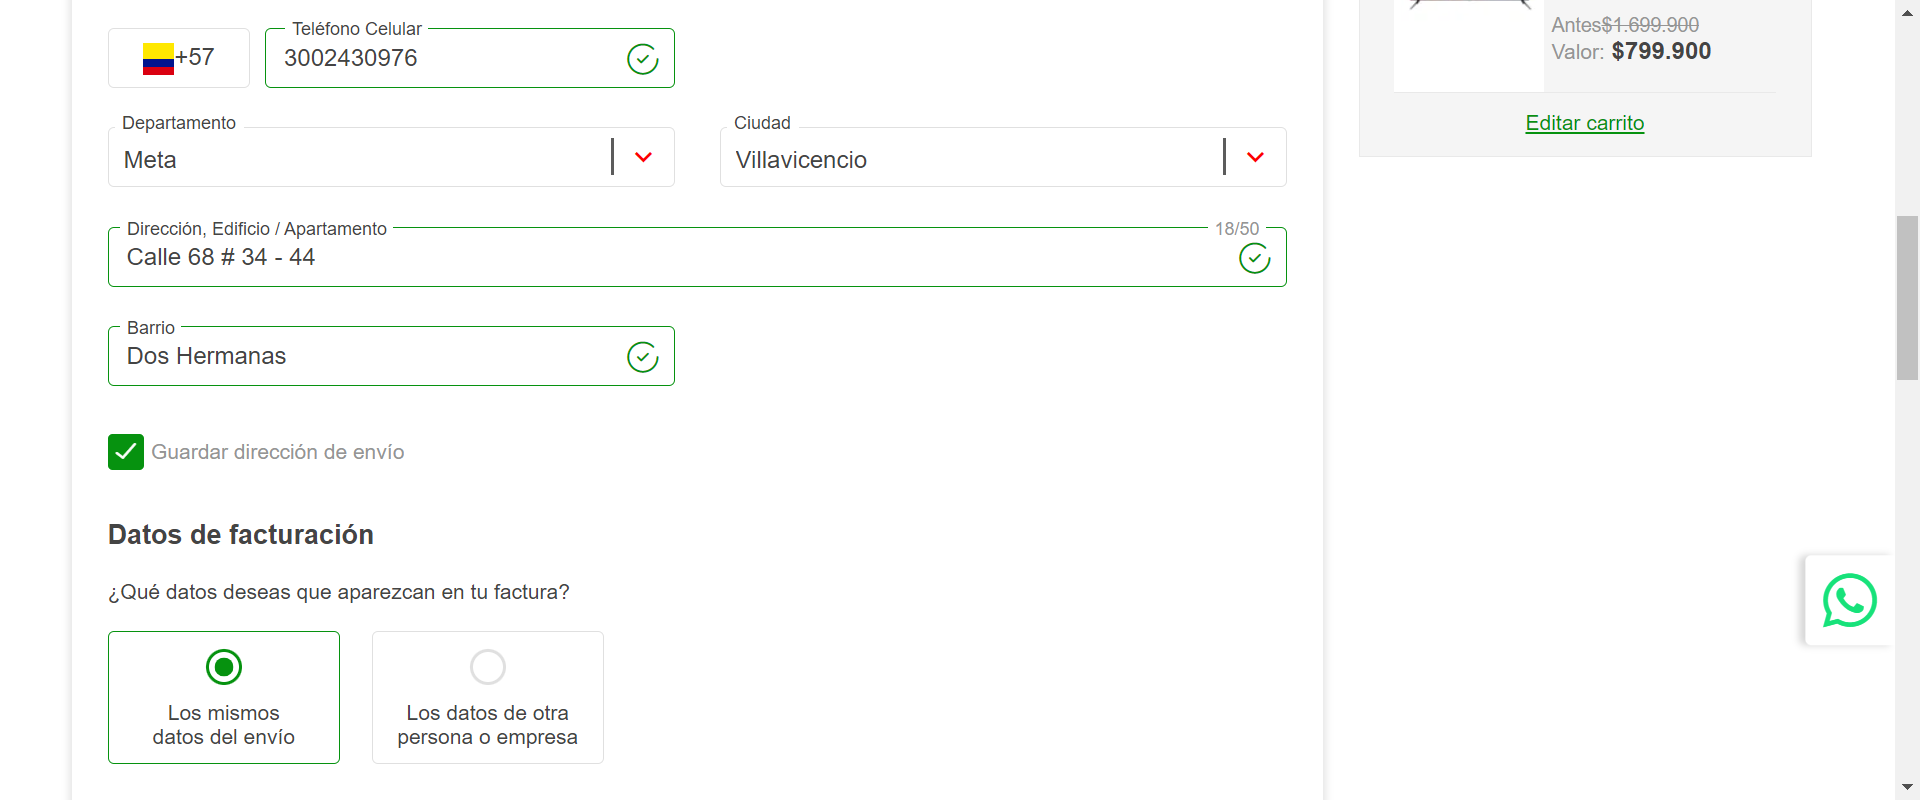 Teléfono Celular
+57
3002430976
Departamento
Meta
Ciudad
Villavicencio
Dirección, Edificio / Apartamento
18/50
Calle 68 # 34 - 44
Barrio
Dos Hermanas
Guardar dirección de envío
Datos de facturación
¿Qué datos deseas que aparezcan en tu factura?
Los mismos
datos del envío
Los datos de otra
persona o empresa
Antes$1.699.900
Valor: $799.900
Editar carrito